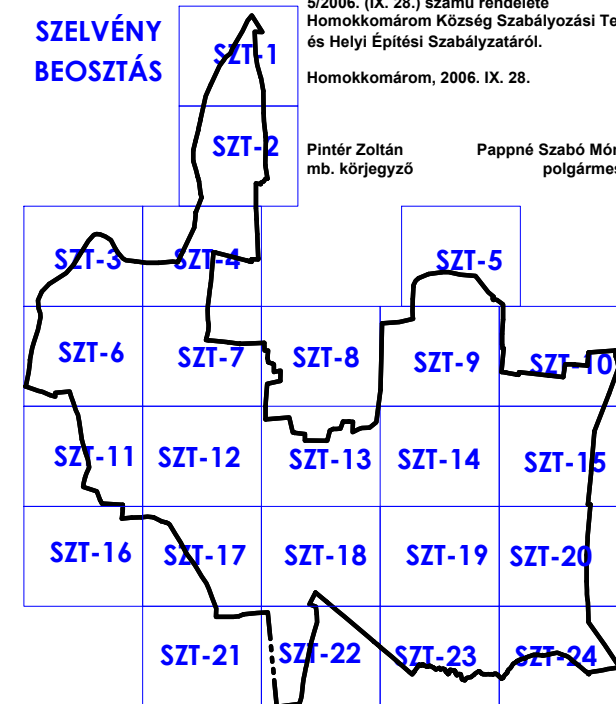 5/2006. (IX. 28.) számú rendelete
Homokkomárom Község Szabályozási Te
és Helyi Építési Szabályzatáról.
Homokkomárom, 2006. IX. 28.
Pintér Zoltán Pappné Szabó Mór
mb. körjegyző polgármes
SZELVÉNY
BEOSZTÁS
SZT-1
SZT-2
SZT-3 SZT-4 SZT-5
SZT-6 SZT-7 SZT-8 SZT-9 SZT-10
SZT-11 SZT-12 SZT-13 SZT-14 SZT-15
SZT-16 SZT-17 SZT-18 SZT-19 SZT-20
SZT-21 SZT-22 SZT-23 SZT-24